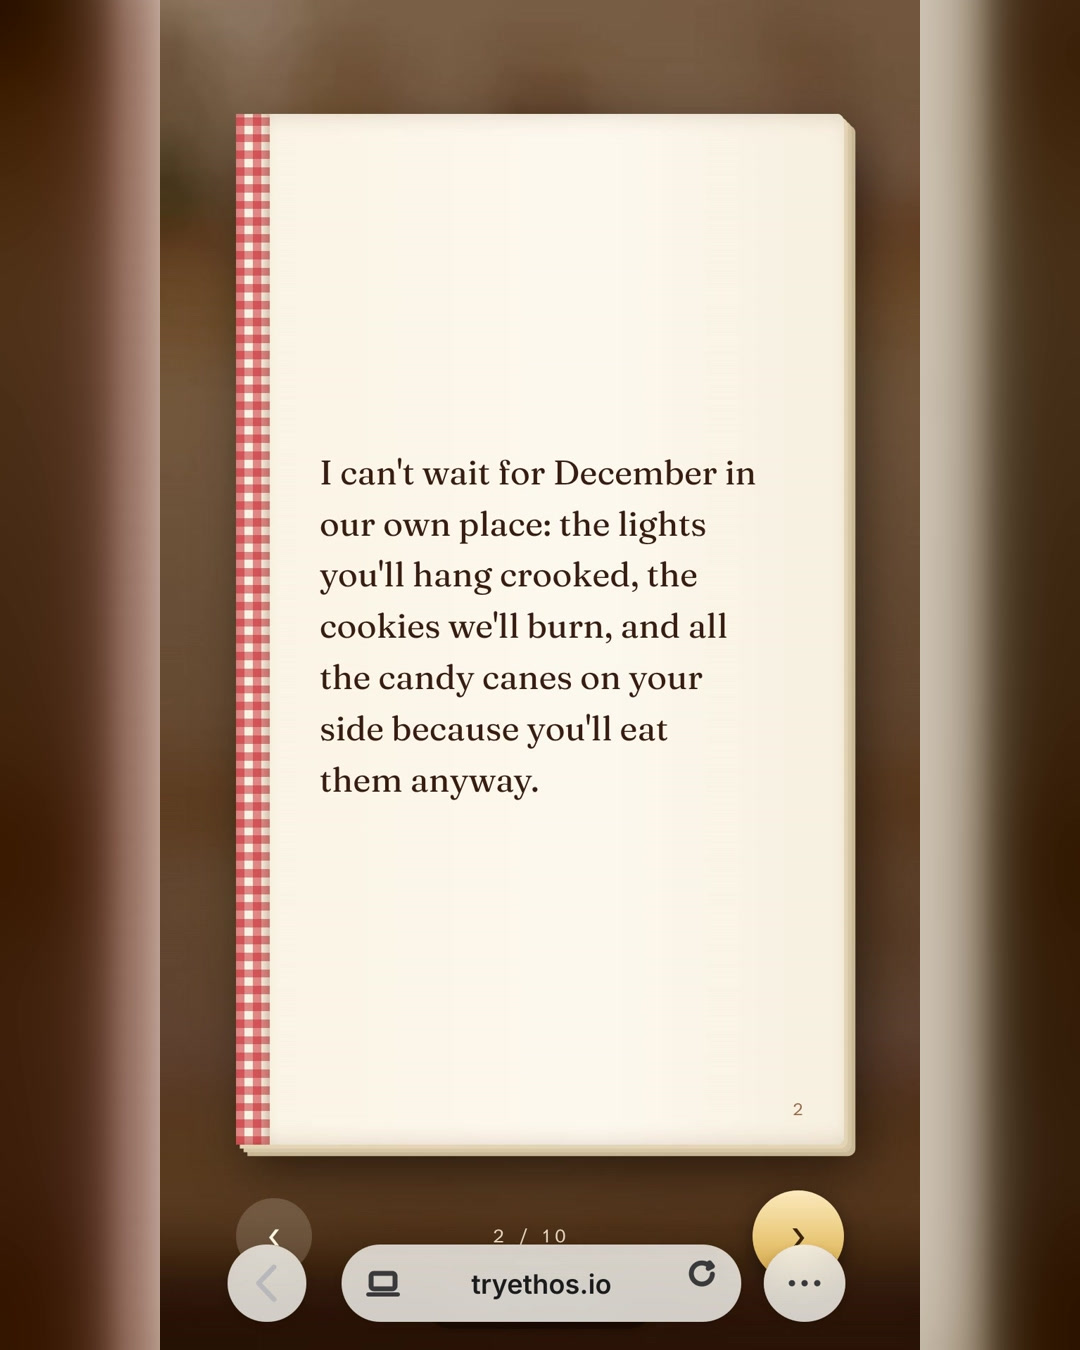 I can't wait for December in
our own place: the lights
you'll hang crooked, the
cookies we'll burn, and all
the candy canes on your
side because you'll eat
them anyway.
2
2 / 10
tryethos.io